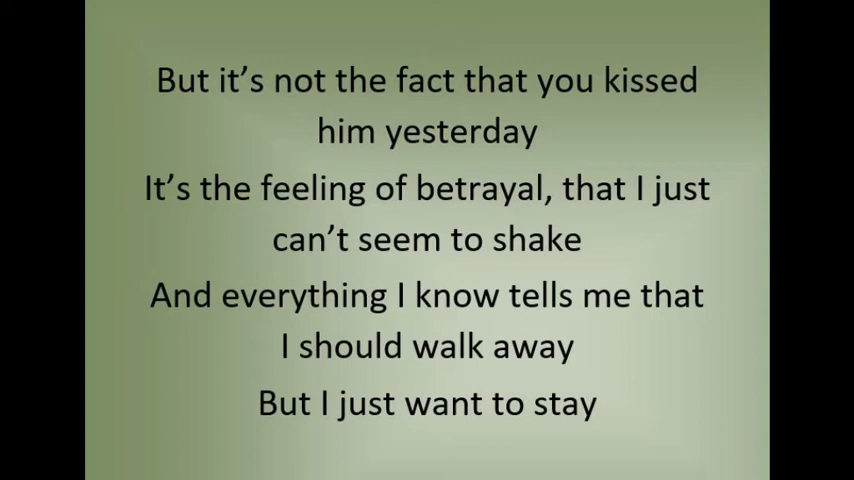 But it’s not the fact that you kissed
him yesterday
It’s the feeling of betrayal, that I just
can’t seem to shake
And everything I know tells me that
I should walk away
But I just want to stay